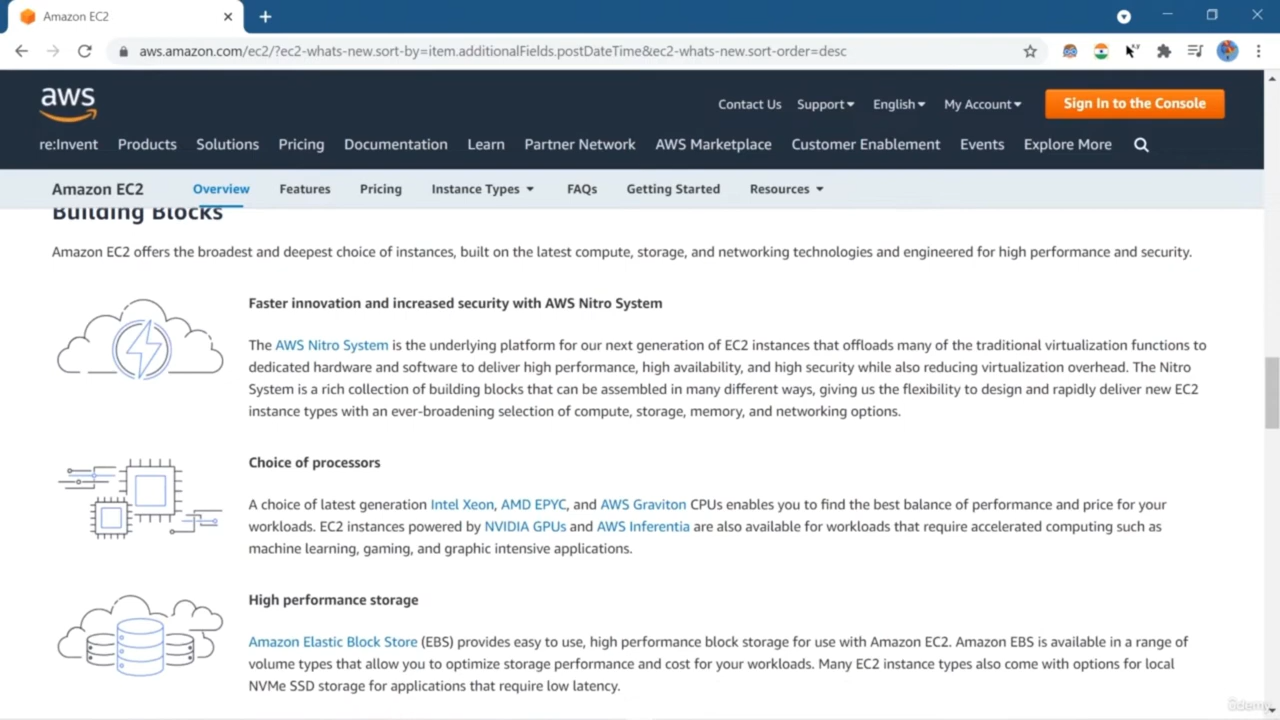 Amazon EC2
aws.amazon.com/ec2/?ec2-whats-new.sort-by=item.additionalFields.postDateTime&ec2-whats-new.sort-order=desc
aws
Contact Us Support English My Account Sign In to the Console
re:Invent Products Solutions Pricing Documentation Learn Partner Network AWS Marketplace Customer Enablement Events Explore More
Amazon EC2 Overview Features Pricing Instance Types FAQs Getting Started Resources
Building Blocks
Amazon EC2 offers the broadest and deepest choice of instances, built on the latest compute, storage, and networking technologies and engineered for high performance and security.
Faster innovation and increased security with AWS Nitro System
The AWS Nitro System is the underlying platform for our next generation of EC2 instances that offloads many of the traditional virtualization functions to
dedicated hardware and software to deliver high performance, high availability, and high security while also reducing virtualization overhead. The Nitro
System is a rich collection of building blocks that can be assembled in many different ways, giving us the flexibility to design and rapidly deliver new EC2
instance types with an ever-broadening selection of compute, storage, memory, and networking options.
Choice of processors
A choice of latest generation Intel Xeon, AMD EPYC, and AWS Graviton CPUs enables you to find the best balance of performance and price for your
workloads. EC2 instances powered by NVIDIA GPUs and AWS Inferentia are also available for workloads that require accelerated computing such as
machine learning, gaming, and graphic intensive applications.
High performance storage
Amazon Elastic Block Store (EBS) provides easy to use, high performance block storage for use with Amazon EC2. Amazon EBS is available in a range of
volume types that allow you to optimize storage performance and cost for your workloads. Many EC2 instance types also come with options for local
NVMe SSD storage for applications that require low latency.
ûdemy